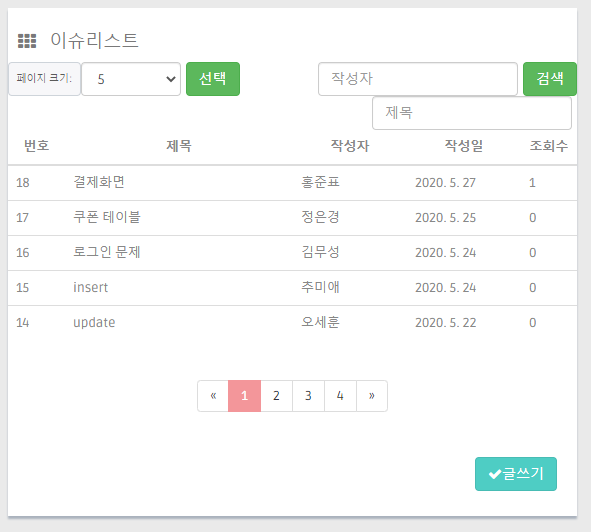 이슈리스트
페이지 크기: 5 선택 작성자 검색
제목
번호 제목 작성자 작성일 조회수
18 결제화면 홍준표 2020. 5. 27 1
17 쿠폰 테이블 정은경 2020. 5. 25 0
16 로그인 문제 김무성 2020. 5. 24 0
15 insert 추미애 2020. 5. 24 0
14 update 오세훈 2020. 5. 22 0
« 1 2 3 4 »
글쓰기